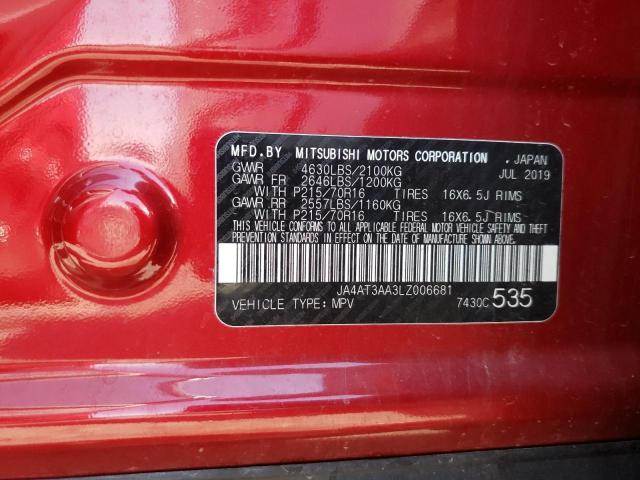 MFD.BY MITSUBISHI MOTORS CORPORATION , JAPAN
GVWR 4630LBS/2100KG JUL 2019
GAWR FR 2646LBS/1200KG
WITH P215/70R16 TIRES 16X6.5J RIMS
GAWR RR 2557LBS/1160KG
WITH P215/70R16 TIRES 16X6.5J RIMS
THIS VEHICLE CONFORMS TO ALL APPLICABLE FEDERAL MOTOR VEHICLE SAFETY AND THEFT
PREVENTION STANDARDS IN EFFECT ON THE DATE OF MANUFACTURE SHOWN ABOVE.
JA4AT3AA3LZ006681
VEHICLE TYPE: MPV 7430C 535